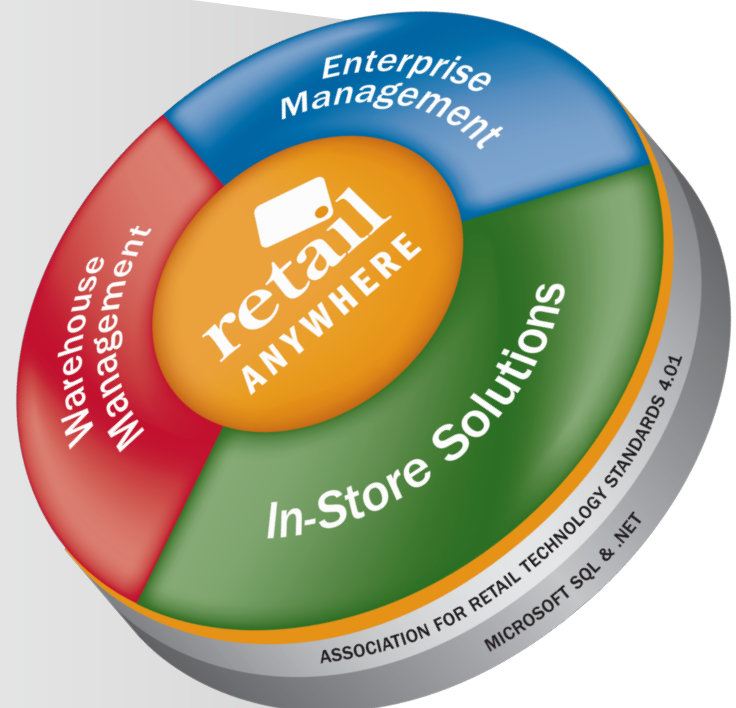 Enterprise
Management
Warehouse
Management
retail
ANYWHERE
In-Store Solutions
ASSOCIATION FOR RETAIL TECHNOLOGY STANDARDS 4.01
MICROSOFT SQL & .NET